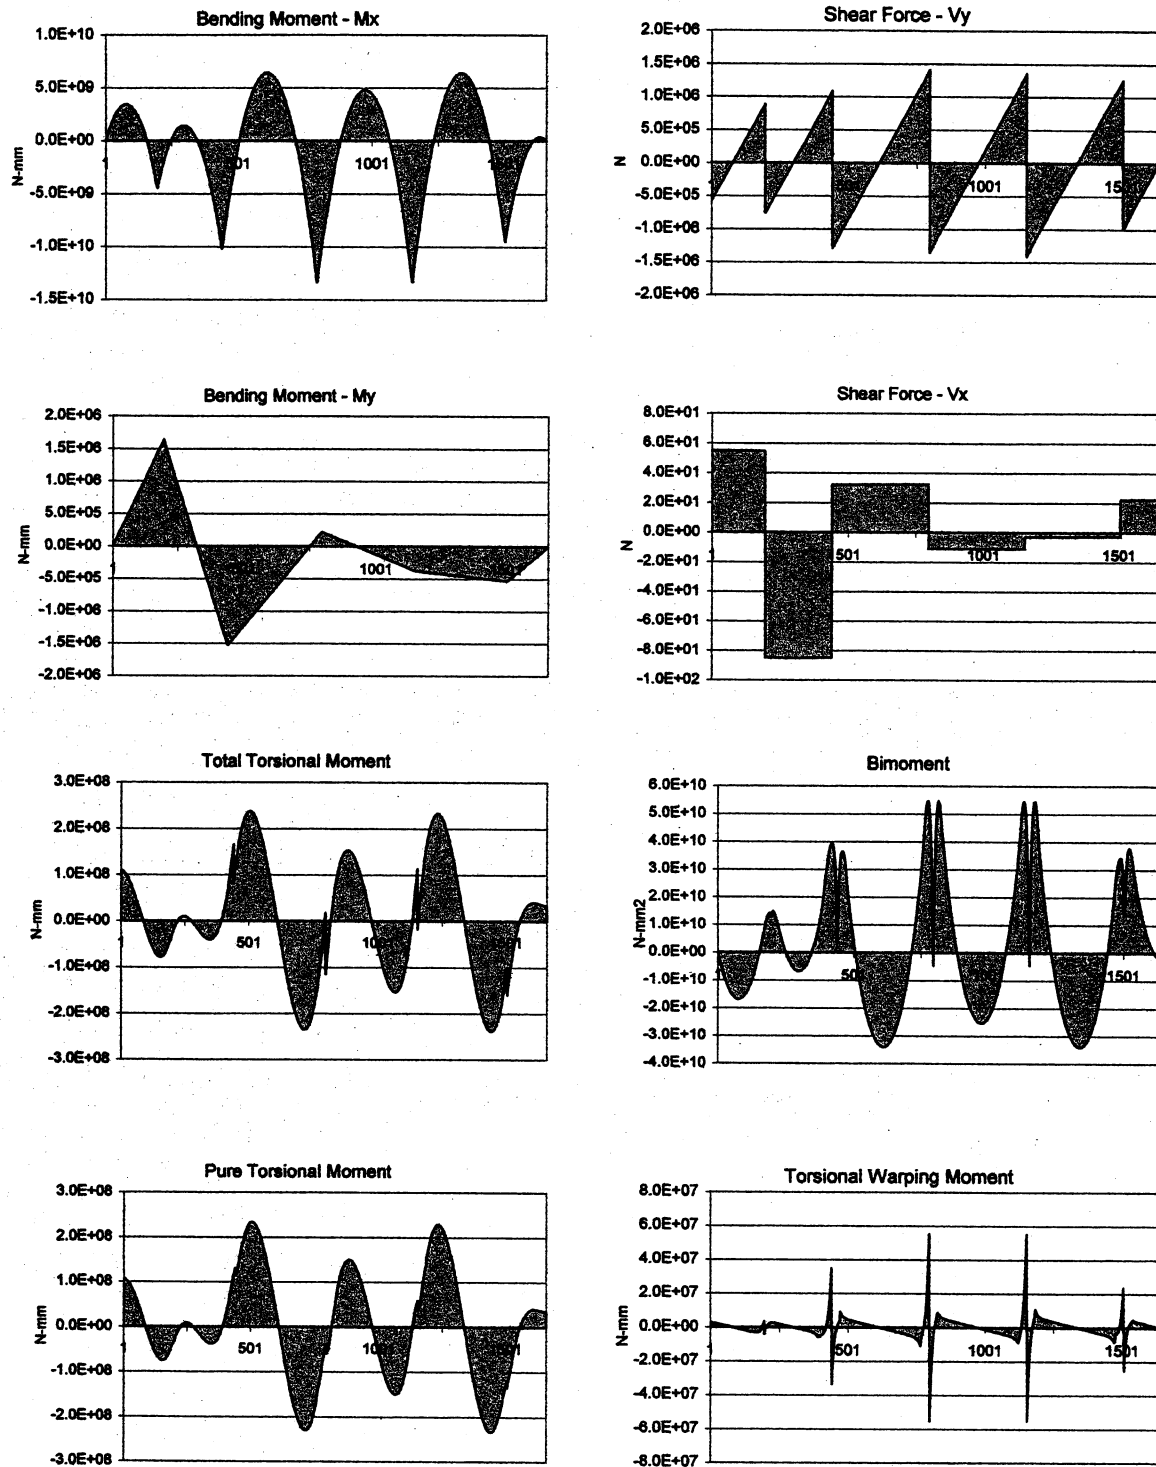 Bending Moment - Mx
1.0E+10
5.0E+09
0.0E+00
-5.0E+09
-1.0E+10
-1.5E+10
N-mm
1
501
1001
Shear Force - Vy
2.0E+06
1.5E+06
1.0E+06
5.0E+05
0.0E+00
-5.0E+05
-1.0E+06
-1.5E+06
-2.0E+06
N
1
1001
1501
Bending Moment - My
2.0E+06
1.5E+06
1.0E+06
5.0E+05
0.0E+00
-5.0E+05
-1.0E+06
-1.5E+06
-2.0E+06
N-mm
1
1001
Shear Force - Vx
8.0E+01
6.0E+01
4.0E+01
2.0E+01
0.0E+00
-2.0E+01
-4.0E+01
-6.0E+01
-8.0E+01
-1.0E+02
N
1
501
1001
1501
Total Torsional Moment
3.0E+08
2.0E+08
1.0E+08
0.0E+00
-1.0E+08
-2.0E+08
-3.0E+08
N-mm
1
501
1001
Bimoment
6.0E+10
5.0E+10
4.0E+10
3.0E+10
2.0E+10
1.0E+10
0.0E+00
-1.0E+10
-2.0E+10
-3.0E+10
-4.0E+10
N-mm2
1
1501
Pure Torsional Moment
3.0E+08
2.0E+08
1.0E+08
0.0E+00
-1.0E+08
-2.0E+08
-3.0E+08
N-mm
1
501
1001
Torsional Warping Moment
8.0E+07
6.0E+07
4.0E+07
2.0E+07
0.0E+00
-2.0E+07
-4.0E+07
-6.0E+07
-8.0E+07
N-mm
1
501
1001
1501